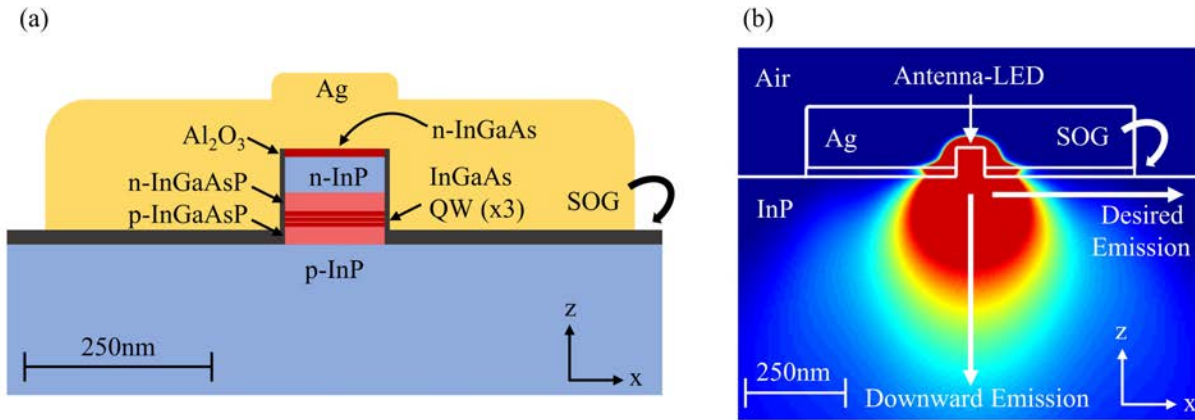 (a)
Ag
Al₂O₃
n-InGaAs
n-InGaAsP
n-InP
InGaAs
QW (x3)
p-InGaAsP
SOG
p-InP
250nm
z
x
(b)
Air
Antenna-LED
Ag
SOG
InP
Desired
Emission
250nm
Downward Emission
z
x